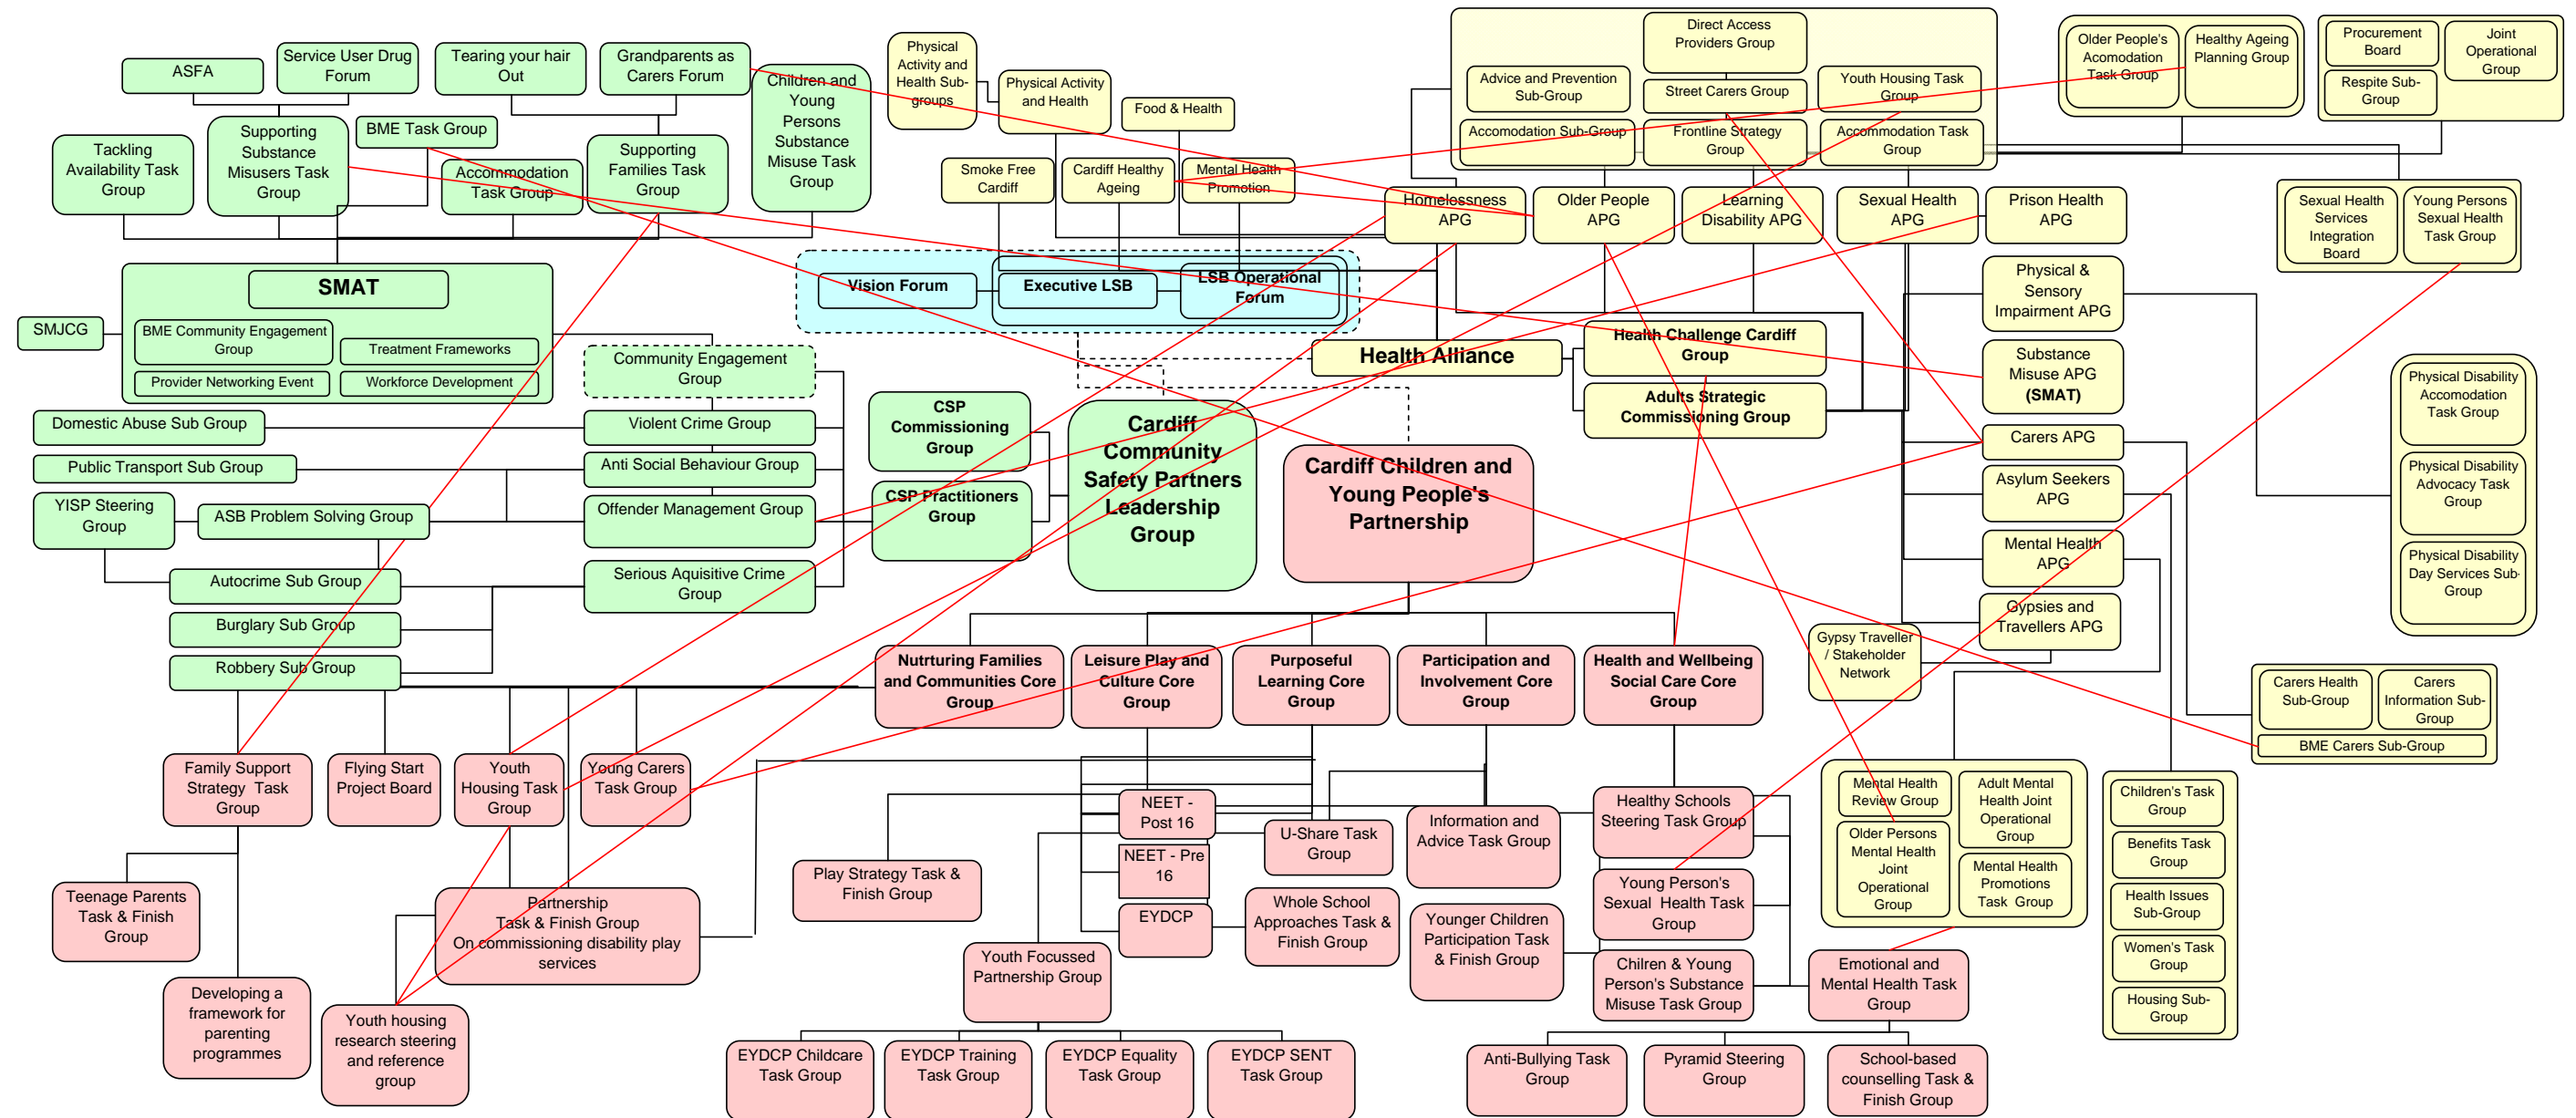 ASFA
Service User Drug
Forum
Tearing your hair
Out
Grandparents as
Carers Forum
Children and
Young
Persons
Substance
Misuse Task
Group
Tackling
Availability Task
Group
Supporting
Substance
Misusers Task
Group
BME Task Group
Accommodation
Task Group
Supporting
Families Task
Group
Physical
Activity and
Health Sub-
groups
Physical Activity
and Health
Food & Health
Smoke Free
Cardiff
Cardiff Healthy
Ageing
Mental Health
Promotion
Direct Access
Providers Group
Advice and Prevention
Sub-Group
Street Carers Group
Youth Housing Task
Group
Accomodation Sub-Group
Frontline Strategy
Group
Accommodation Task
Group
Older People's
Acomodation
Task Group
Healthy Ageing
Planning Group
Procurement
Board
Joint
Operational
Group
Respite Sub-
Group
Homelossness
APG
Older People
APG
Learning
Disability APG
Sexual Health
APG
Prison Health
APG
Sexual Health
Services
Integration
Board
Young Persons
Sexual Health
Task Group
SMAT
SMJCG
BME Community Engagement
Group
Treatment Frameworks
Provider Networking Event
Workforce Development
Vision Forum
Executive LSB
LSB Operational
Forum
Health Alliance
Health Challenge Cardiff
Group
Adults Strategic
Commissioning Group
Physical &
Sensory
Impairment APG
Substance
Misuse APG
(SMAT)
Carers APG
Asylum Seekers
APG
Mental Health
APG
Gypsies and
Travellers APG
Gypsy Traveller
/ Stakeholder
Network
Physical Disability
Accomodation
Task Group
Physical Disability
Advocacy Task
Group
Physical Disability
Day Services Sub-
Group
Community Engagement
Group
Domestic Abuse Sub Group
Violent Crime Group
Public Transport Sub Group
Anti Social Behaviour Group
YISP Steering
Group
ASB Problem Solving Group
Offender Management Group
Autocrime Sub Group
Serious Aquisitive Crime
Group
Burglary Sub Group
Robbery Sub Group
CSP
Commissioning
Group
CSP Practitioners
Group
Cardiff
Community
Safety Partners
Leadership
Group
Cardiff Children and
Young People's
Partnership
Nutrturing Families
and Communities Core
Group
Leisure Play and
Culture Core
Group
Purposeful
Learning Core
Group
Participation and
Involvement Core
Group
Health and Wellbeing
Social Care Core
Group
Carers Health
Sub-Group
Carers
Information Sub-
Group
BME Carers Sub-Group
Family Support
Strategy Task
Group
Flying Start
Project Board
Youth
Housing Task
Group
Young Carers
Task Group
Teenage Parents
Task & Finish
Group
Developing a
framework for
parenting
programmes
Youth housing
research steering
and reference
group
Partnership
Task & Finish Group
On commissioning disability play
services
Play Strategy Task &
Finish Group
NEET -
Post 16
NEET - Pre
16
EYDCP
U-Share Task
Group
Whole School
Approaches Task &
Finish Group
Information and
Advice Task Group
Younger Children
Participation Task
& Finish Group
Healthy Schools
Steering Task Group
Young Person's
Sexual Health Task
Group
Chilren & Young
Person's Substance
Misuse Task Group
Emotional and
Mental Health Task
Group
Mental Health
Review Group
Adult Mental
Health Joint
Operational
Group
Older Persons
Mental Health
Joint
Operational
Group
Mental Health
Promotions
Task Group
Children's Task
Group
Benefits Task
Group
Health Issues
Sub-Group
Women's Task
Group
Housing Sub-
Group
Youth Focussed
Partnership Group
EYDCP Childcare
Task Group
EYDCP Training
Task Group
EYDCP Equality
Task Group
EYDCP SENT
Task Group
Anti-Bullying Task
Group
Pyramid Steering
Group
School-based
counselling Task &
Finish Group